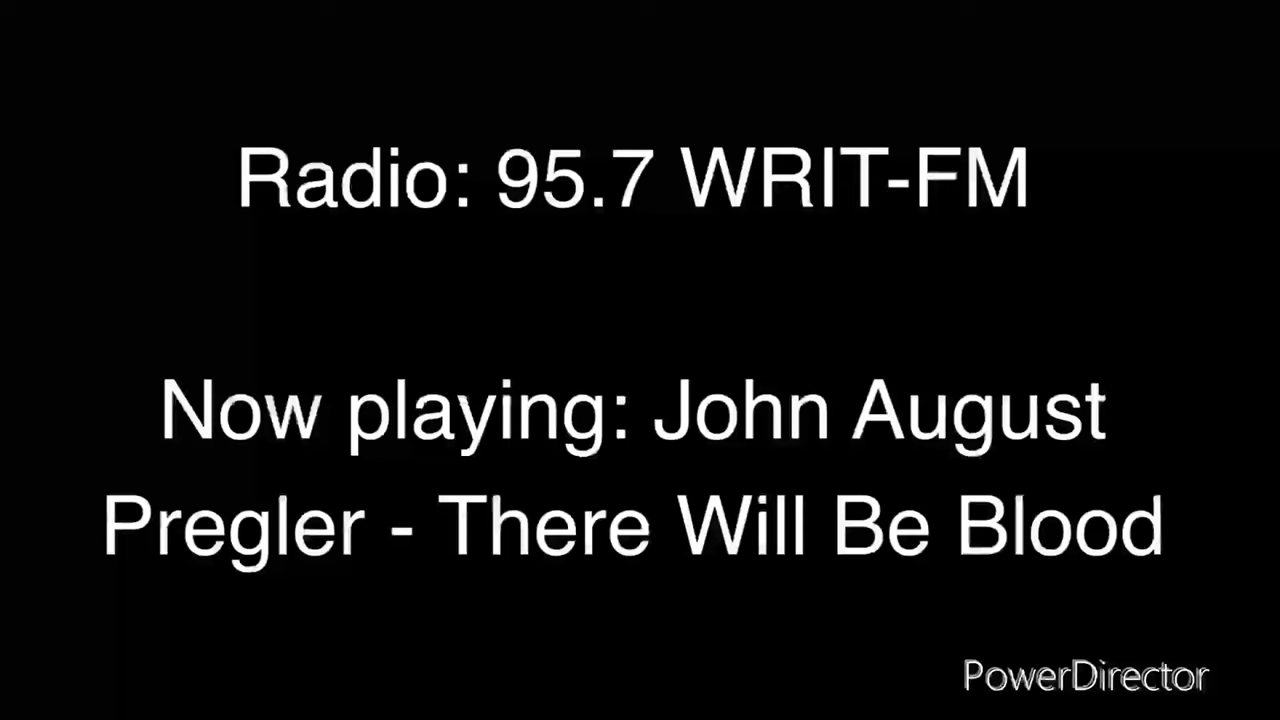 Radio: 95.7 WRIT-FM
Now playing: John August
Pregler - There Will Be Blood
PowerDirector